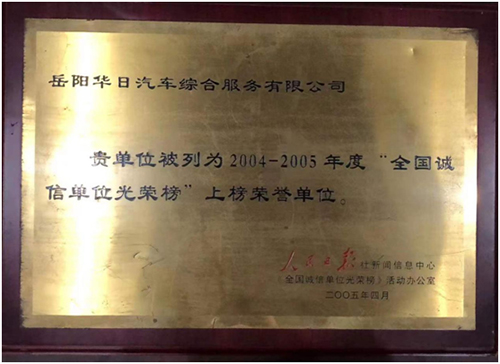 岳阳华日汽车综合服务有限公司
贵单位被列为2004-2005年度“全国诚
信单位光荣榜”上榜荣誉单位。
人民日报社新闻信息中心
《全国诚信单位光荣榜》活动办公室
二〇〇五年四月